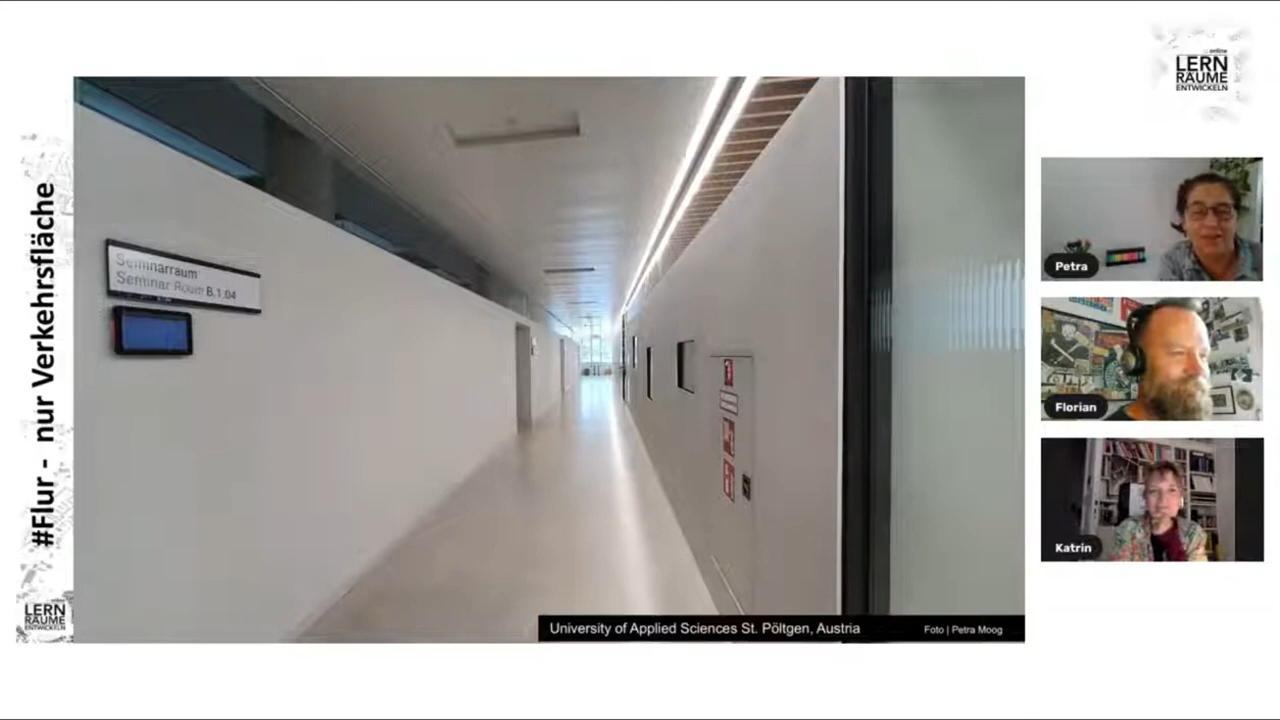 #Flur - nur Verkehrsfläche
online
LERN
RÄUME
ENTWICKELN
Seminarraum
Seminar Room B.1.04
Petra
Florian
Katrin
LERN
RÄUME
ENTWICKELN
University of Applied Sciences St. Pöltgen, Austria
Foto | Petra Moog